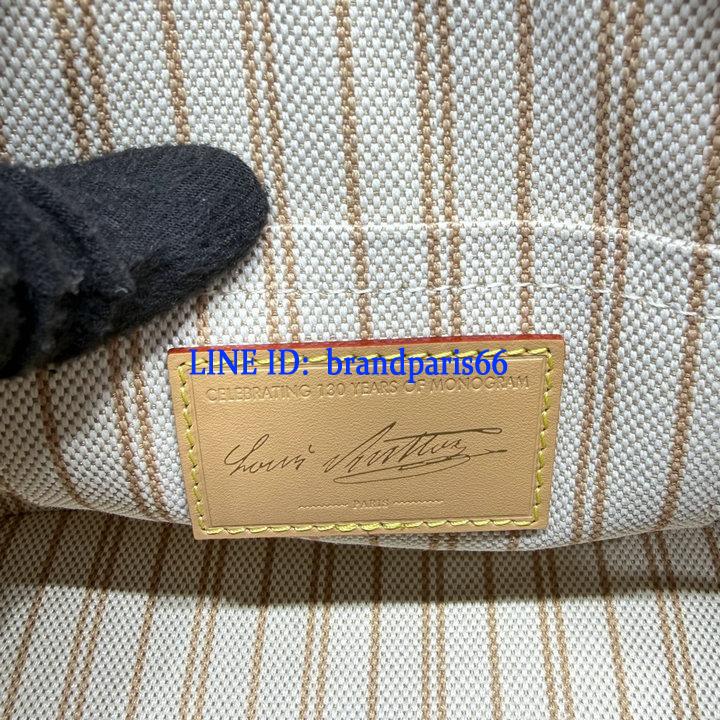 LINE ID: brandparis66
CELEBRATING 130 YEARS OF MONOGRAM
Louis Vuitton
PARIS